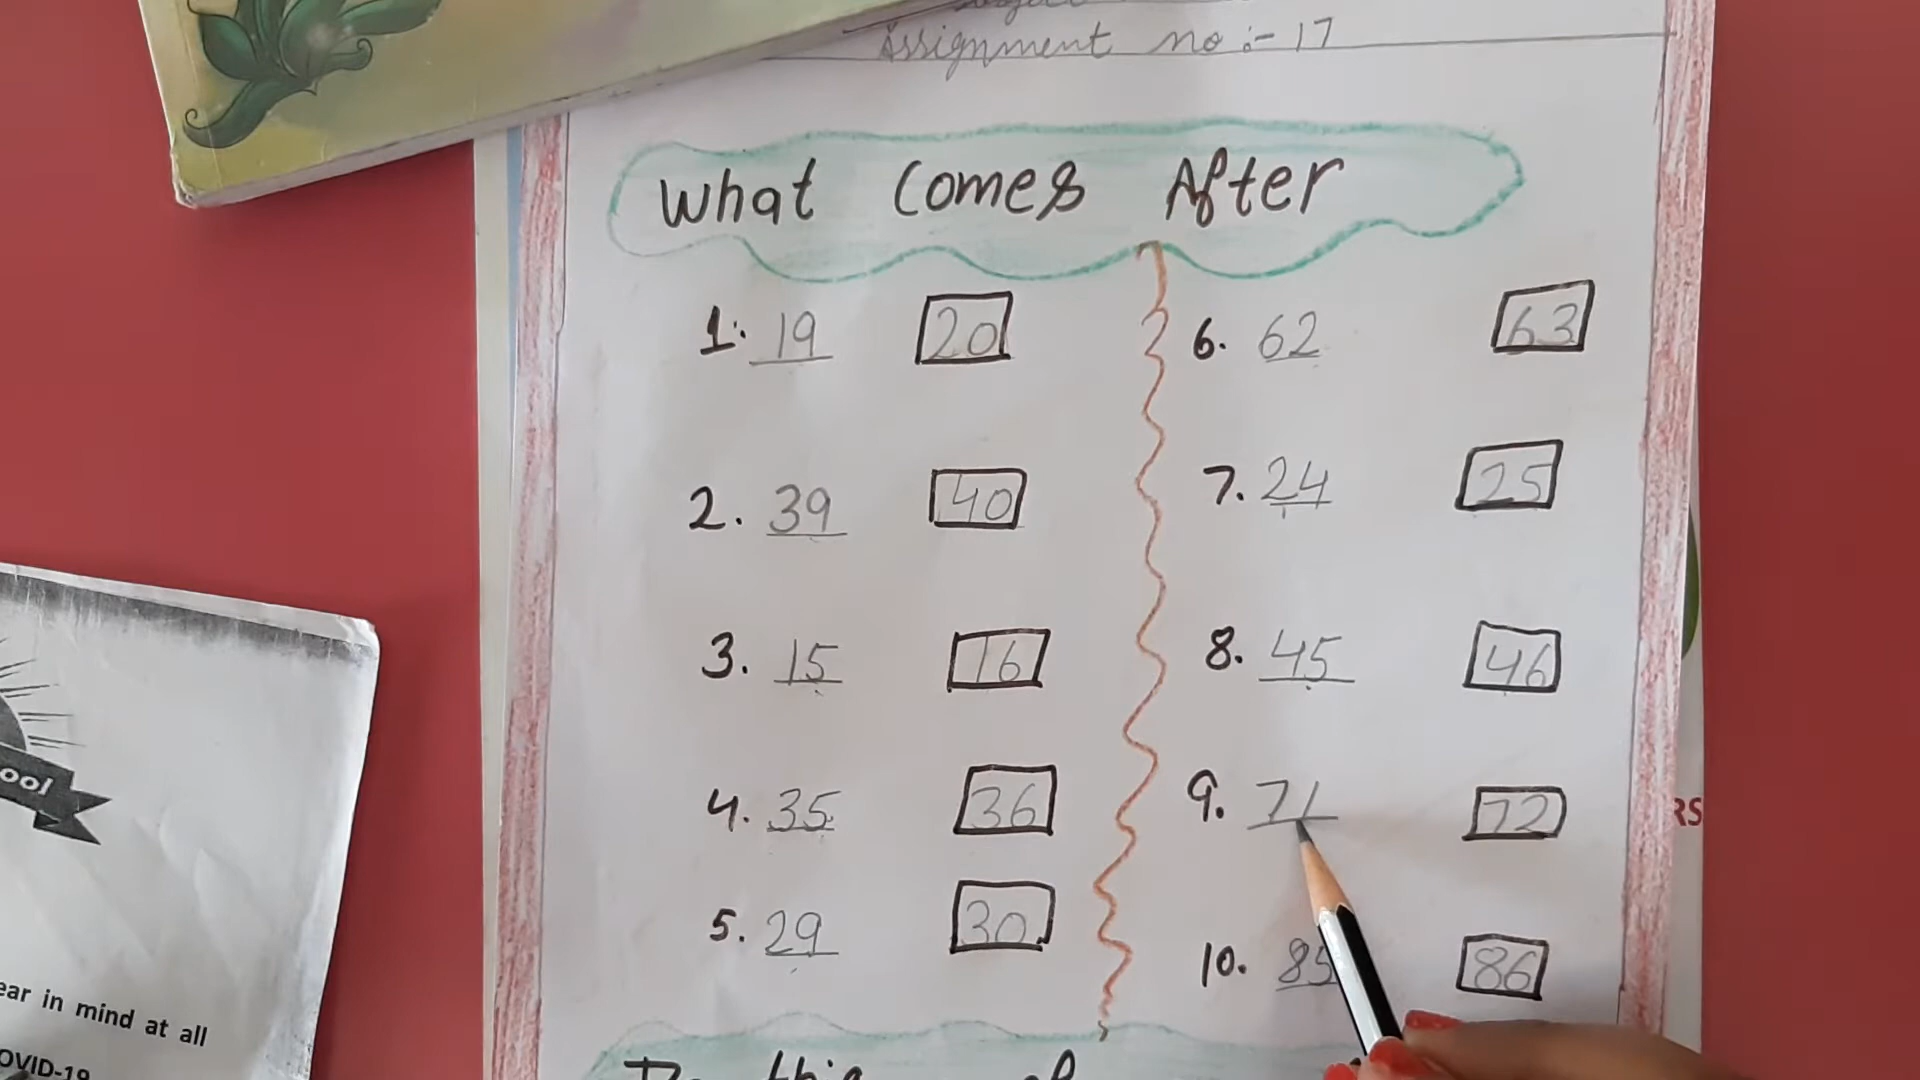 Assignment no :- 17
What Comes After
1. 19 20
2. 39 40
3. 15 16
4. 35 36
5. 29 30
6. 62 63
7. 24 25
8. 45 46
9. 71 72
10. 85 86
ool
ear in mind at all
OVID-19
RS